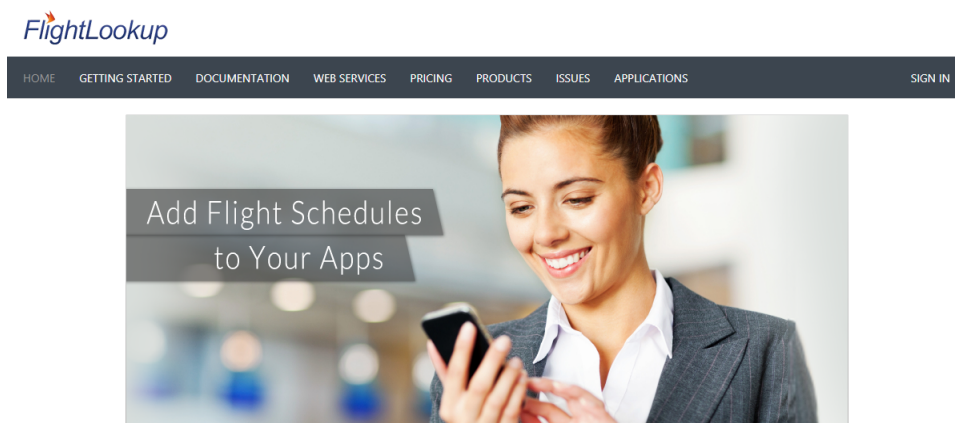 FlightLookup
HOME GETTING STARTED DOCUMENTATION WEB SERVICES PRICING PRODUCTS ISSUES APPLICATIONS SIGN IN
Add Flight Schedules
to Your Apps